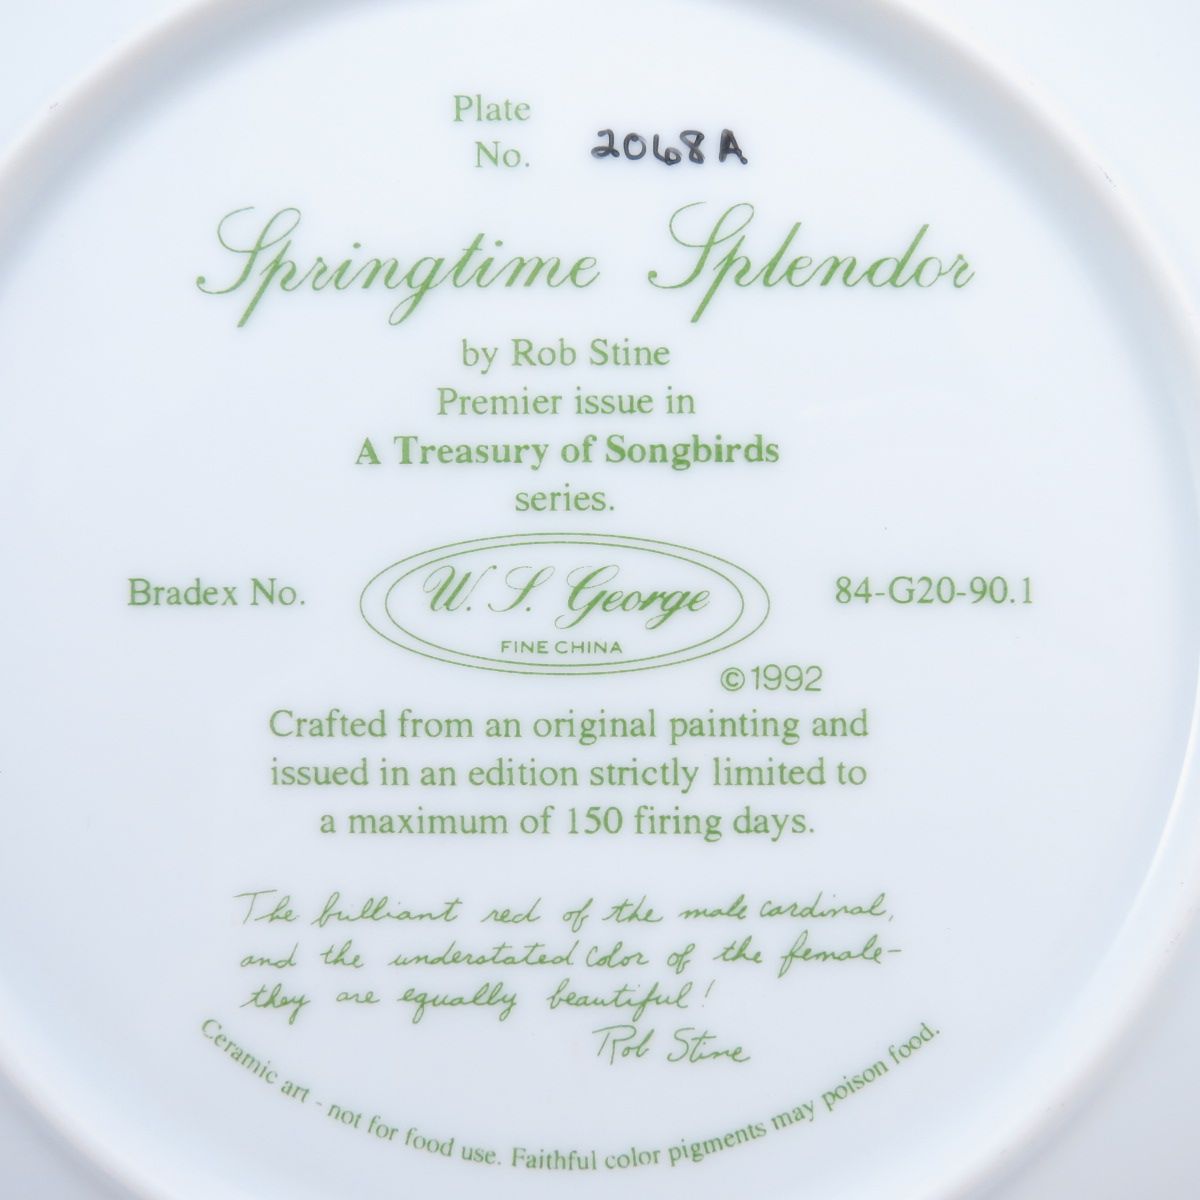 Plate
No. 2068A
Springtime Splendor
by Rob Stine
Premier issue in
A Treasury of Songbirds
series.
Bradex No. W. S. George 84-G20-90.1
FINE CHINA
©1992
Crafted from an original painting and
issued in an edition strictly limited to
a maximum of 150 firing days.
The brilliant red of the male cardinal,
and the understated color of the female-
they are equally beautiful!
Rob Stine
Ceramic art - not for food use. Faithful color pigments may poison food.